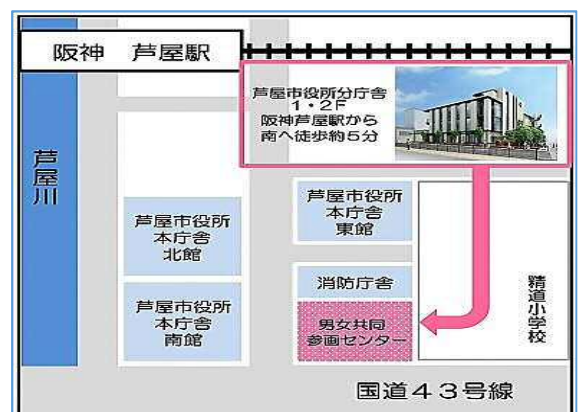 阪神　芦屋駅
芦屋市役所分庁舎
１・２Ｆ
阪神芦屋駅から
南へ徒歩約５分
芦屋川
芦屋市役所
本庁舎
北館
芦屋市役所
本庁舎
東館
消防庁舎
芦屋市役所
本庁舎
南館
男女共同
参画センター
精道小学校
国道４３号線